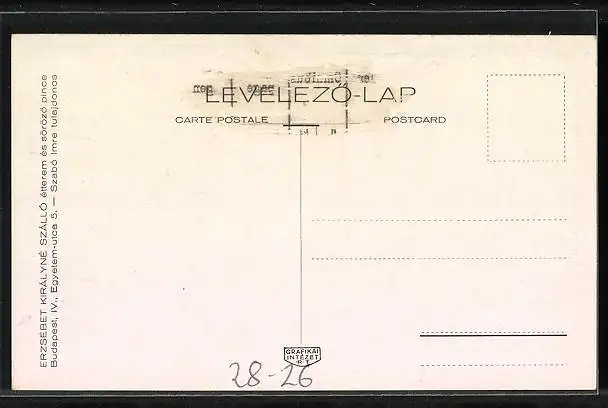 LEVELEZŐ-LAP
CARTE POSTALE
POSTCARD
ERZSÉBET KIRÁLYNÉ SZÁLLÓ étterem és söröző pince
Budapest, IV., Egyetem-utca 5. — Szabó Imre tulajdonos
GRAFIKAI
INTÉZET
R.T.
28-26